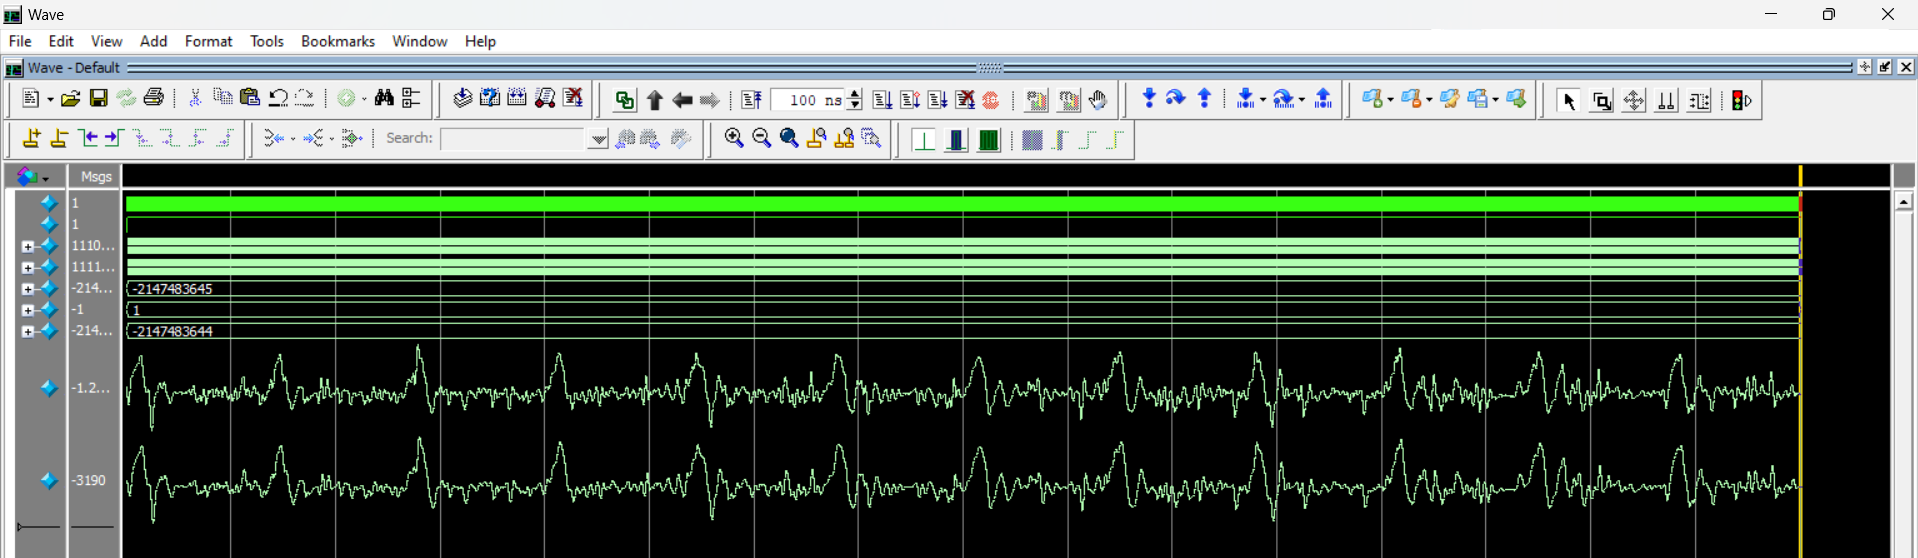 Wave
File Edit View Add Format Tools Bookmarks Window Help
Wave - Default
100 ns
Search:
Msgs
1
1
1110...
1111...
-214... -2147483645
-1 1
-214... -2147483644
-1.2...
-3190